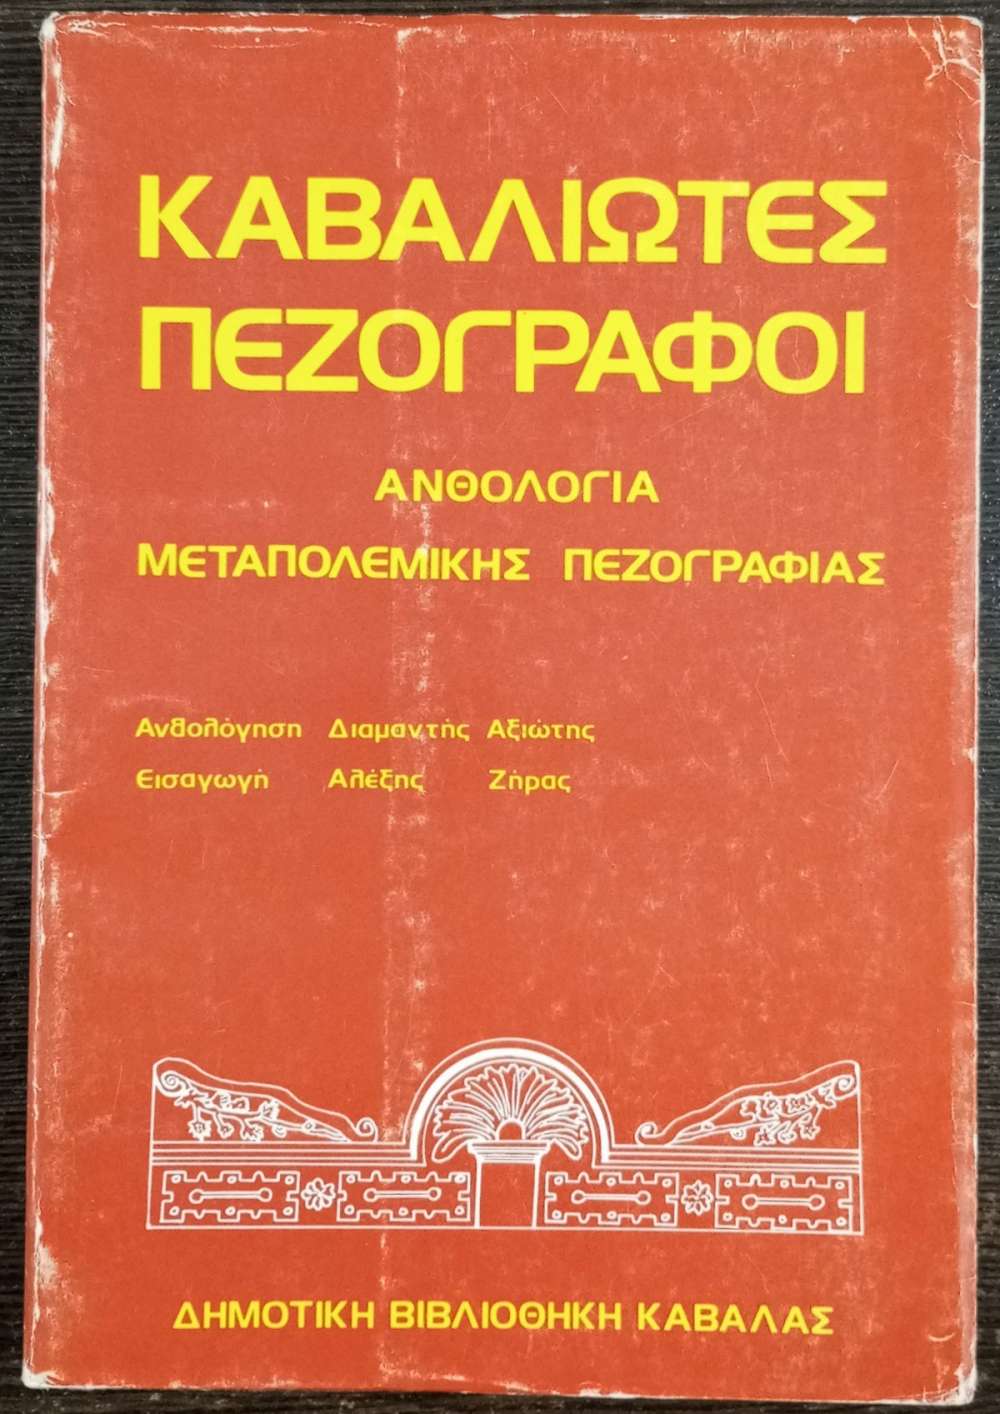 ΚΑΒΑΛΙΩΤΕΣ
ΠΕΖΟΓΡΑΦΟΙ
ΑΝΘΟΛΟΓΙΑ
ΜΕΤΑΠΟΛΕΜΙΚΗΣ ΠΕΖΟΓΡΑΦΙΑΣ
Ανθολόγηση Διαμαντής Αξιώτης
Εισαγωγή Αλέξης Ζήρας
ΔΗΜΟΤΙΚΗ ΒΙΒΛΙΟΘΗΚΗ ΚΑΒΑΛΑΣ